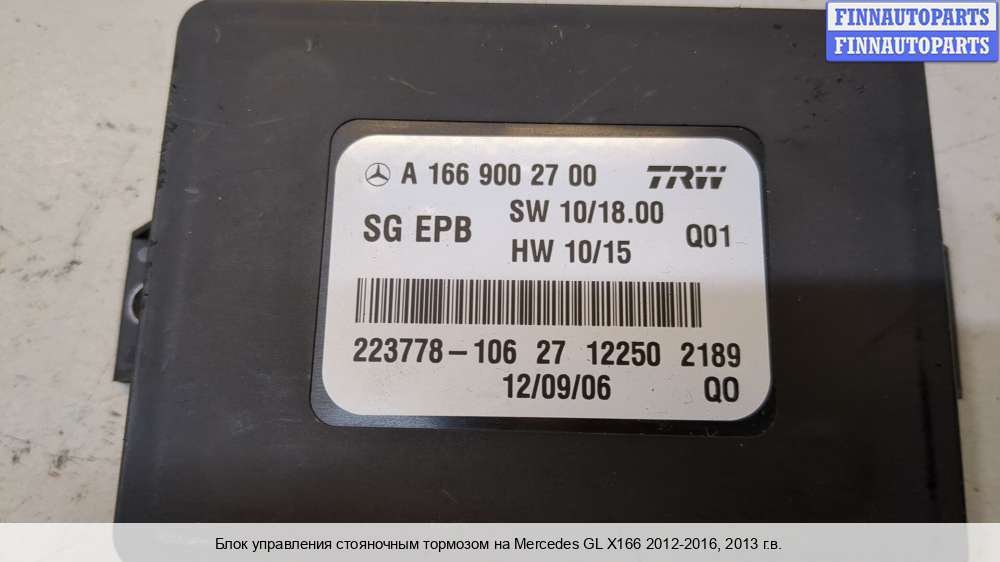 FINNAUTOPARTS
FINNAUTOPARTS
A 166 900 27 00 TRW
SG EPB SW 10/18.00 Q01
HW 10/15
223778-106 27 12250 2189
12/09/06 QO
Блок управления стояночным тормозом на Mercedes GL X166 2012-2016, 2013 г.в.